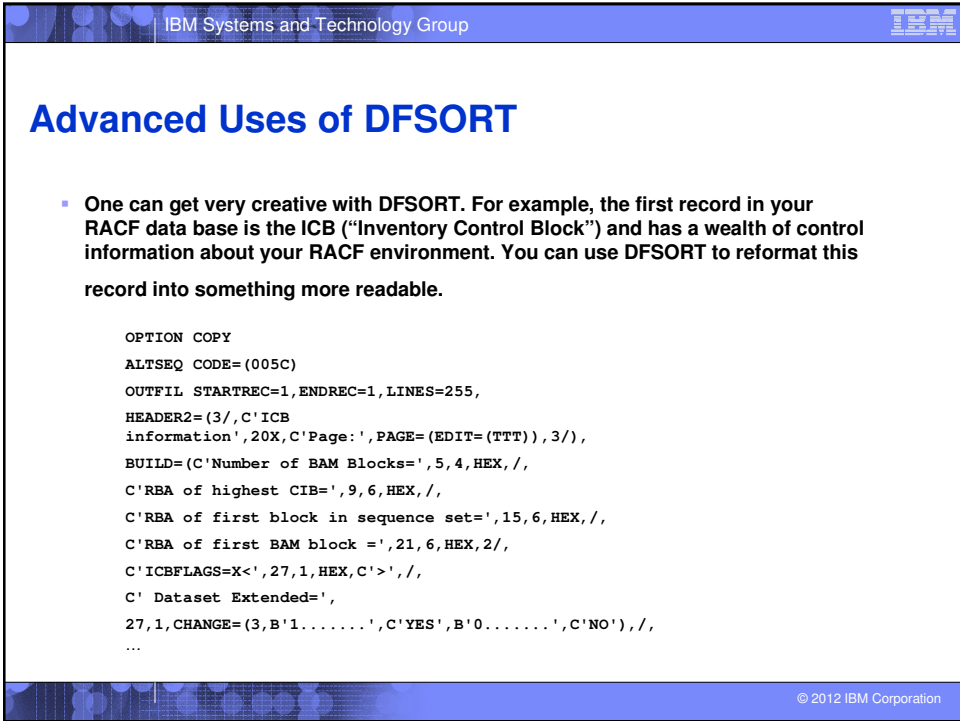 IBM Systems and Technology Group
IBM
Advanced Uses of DFSORT
▪ One can get very creative with DFSORT. For example, the first record in your
RACF data base is the ICB (“Inventory Control Block”) and has a wealth of control
information about your RACF environment. You can use DFSORT to reformat this
record into something more readable.
OPTION COPY
ALTSEQ CODE=(005C)
OUTFIL STARTREC=1,ENDREC=1,LINES=255,
HEADER2=(3/,C'ICB
information',20X,C'Page:',PAGE=(EDIT=(TTT)),3/),
BUILD=(C'Number of BAM Blocks=',5,4,HEX,/,
C'RBA of highest CIB=',9,6,HEX,/,
C'RBA of first block in sequence set=',15,6,HEX,/,
C'RBA of first BAM block =',21,6,HEX,2/,
C'ICBFLAGS=X<',27,1,HEX,C'>',/,
C' Dataset Extended=',
27,1,CHANGE=(3,B'1.......',C'YES',B'0.......',C'NO'),/,
…
© 2012 IBM Corporation